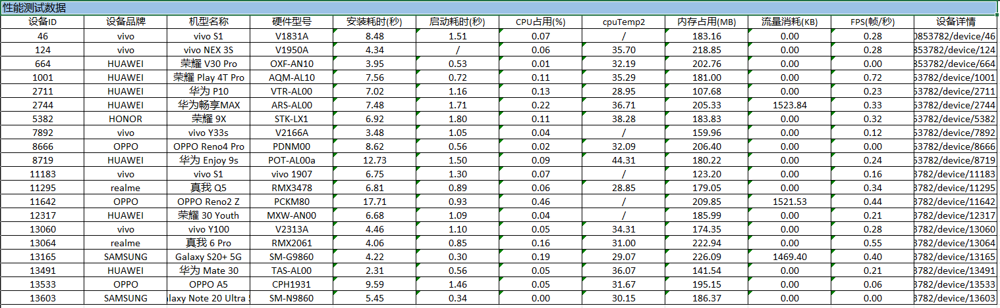 性能测试数据
设备ID 设备品牌 机型名称 硬件型号 安装耗时(秒) 启动耗时(秒) CPU占用(%) cpuTemp2 内存占用(MB) 流量消耗(KB) FPS(帧/秒) 设备详情
46 vivo vivo S1 V1831A 8.48 1.51 0.07 / 183.16 0.00 0.28 0853782/device/46
124 vivo vivo NEX 3S V1950A 4.34 / 0.06 35.70 218.85 0.00 0.28 853782/device/124
664 HUAWEI 荣耀 V30 Pro OXF-AN10 3.95 0.53 0.01 32.19 202.76 0.00 0.00 853782/device/664
1001 HUAWEI 荣耀 Play 4T Pro AQM-AL10 7.56 0.72 0.11 35.29 181.00 0.00 0.72 53782/device/1001
2711 HUAWEI 华为 P10 VTR-AL00 7.02 1.16 0.13 28.95 107.68 0.00 0.23 53782/device/2711
2744 HUAWEI 华为畅享MAX ARS-AL00 7.48 1.71 0.22 36.71 205.33 1523.84 0.33 53782/device/2744
5382 HONOR 荣耀 9X STK-LX1 6.92 1.80 0.11 38.28 183.83 0.00 0.32 53782/device/5382
7892 vivo vivo Y33s V2166A 3.48 1.05 0.04 / 159.96 0.00 0.12 53782/device/7892
8666 OPPO OPPO Reno4 Pro PDNM00 8.62 0.56 0.02 32.09 206.40 0.00 0.00 53782/device/8666
8719 HUAWEI 华为 Enjoy 9s POT-AL00a 12.73 1.50 0.09 44.31 180.22 0.00 0.24 53782/device/8719
11183 vivo vivo S1 vivo 1907 6.75 1.30 0.07 / 123.20 0.00 0.16 3782/device/11183
11295 realme 真我 Q5 RMX3478 6.81 0.89 0.06 28.85 179.05 0.00 0.34 3782/device/11295
11642 OPPO OPPO Reno2 Z PCKM80 17.71 0.93 0.46 / 209.85 1521.53 0.44 3782/device/11642
12317 HUAWEI 荣耀 30 Youth MXW-AN00 6.68 1.09 0.04 / 185.99 0.00 0.21 3782/device/12317
13060 vivo vivo Y100 V2313A 4.46 1.10 0.05 34.31 174.35 0.00 0.28 3782/device/13060
13064 realme 真我 6 Pro RMX2061 4.06 0.85 0.16 31.00 222.94 0.00 0.55 3782/device/13064
13165 SAMSUNG Galaxy S20+ 5G SM-G9860 4.22 0.30 0.19 29.07 226.09 1469.40 0.40 3782/device/13165
13491 HUAWEI 华为 Mate 30 TAS-AL00 2.31 0.56 0.05 36.07 141.54 0.00 0.21 3782/device/13491
13533 OPPO OPPO A5 CPH1931 9.59 1.46 0.05 31.67 195.15 0.00 0.06 3782/device/13533
13603 SAMSUNG alaxy Note 20 Ultra SM-N9860 5.45 0.34 0.00 30.15 186.37 0.00 0.00 3782/device/13603